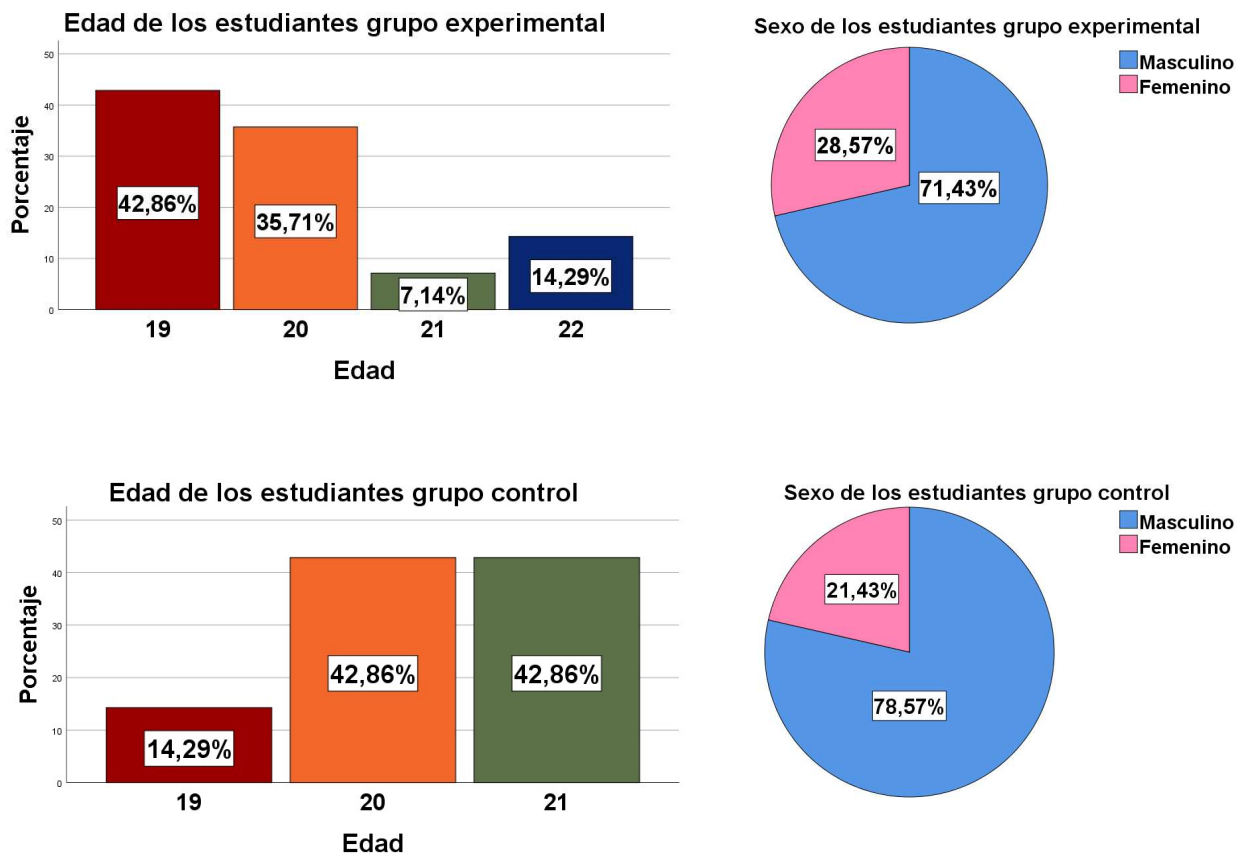 Edad de los estudiantes grupo experimental
Porcentaje
50
40
30
20
10
0
42,86%
35,71%
7,14%
14,29%
19
20
21
22
Edad
Sexo de los estudiantes grupo experimental
Masculino
Femenino
28,57%
71,43%
Edad de los estudiantes grupo control
Porcentaje
50
40
30
20
10
0
14,29%
42,86%
42,86%
19
20
21
Edad
Sexo de los estudiantes grupo control
Masculino
Femenino
21,43%
78,57%